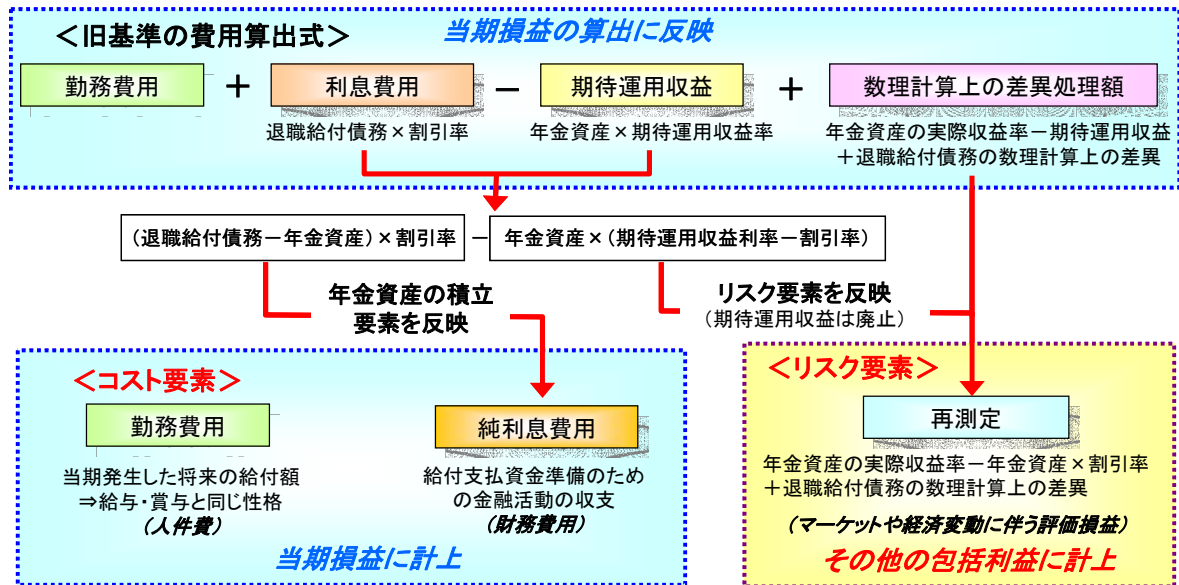 <旧基準の費用算出式>
当期損益の算出に反映
勤務費用 + 利息費用 − 期待運用収益 + 数理計算上の差異処理額
退職給付債務×割引率
年金資産×期待運用収益率
年金資産の実際収益率−期待運用収益
+退職給付債務の数理計算上の差異
(退職給付債務−年金資産)×割引率 − 年金資産×(期待運用収益利率−割引率)
年金資産の積立
要素を反映
リスク要素を反映
(期待運用収益は廃止)
<コスト要素>
勤務費用
当期発生した将来の給付額
⇒給与・賞与と同じ性格
(人件費)
純利息費用
給付支払資金準備のため
の金融活動の収支
(財務費用)
当期損益に計上
<リスク要素>
再測定
年金資産の実際収益率−年金資産×割引率
+退職給付債務の数理計算上の差異
(マーケットや経済変動に伴う評価損益)
その他の包括利益に計上